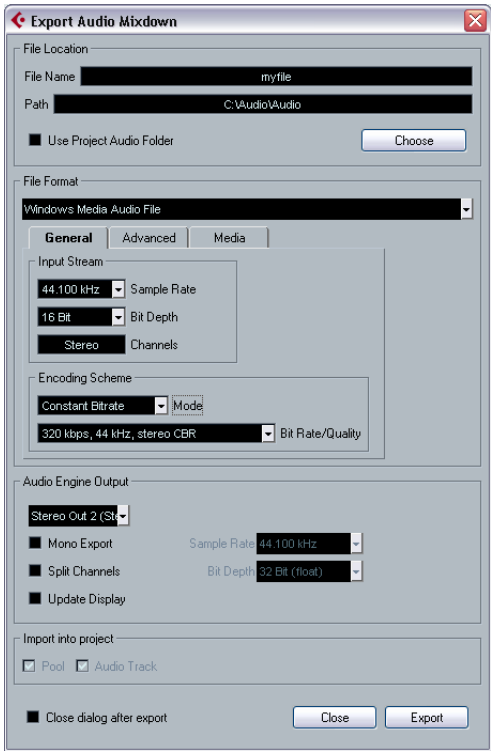 Export Audio Mixdown
File Location
File Name myfile
Path C:\Audio\Audio
Use Project Audio Folder Choose
File Format
Windows Media Audio File
General Advanced Media
Input Stream
44.100 kHz Sample Rate
16 Bit Bit Depth
Stereo Channels
Encoding Scheme
Constant Bitrate Mode
320 kbps, 44 kHz, stereo CBR Bit Rate/Quality
Audio Engine Output
Stereo Out 2 (Ste
Mono Export Sample Rate 44.100 kHz
Split Channels Bit Depth 32 Bit (float)
Update Display
Import into project
Pool Audio Track
Close dialog after export Close Export